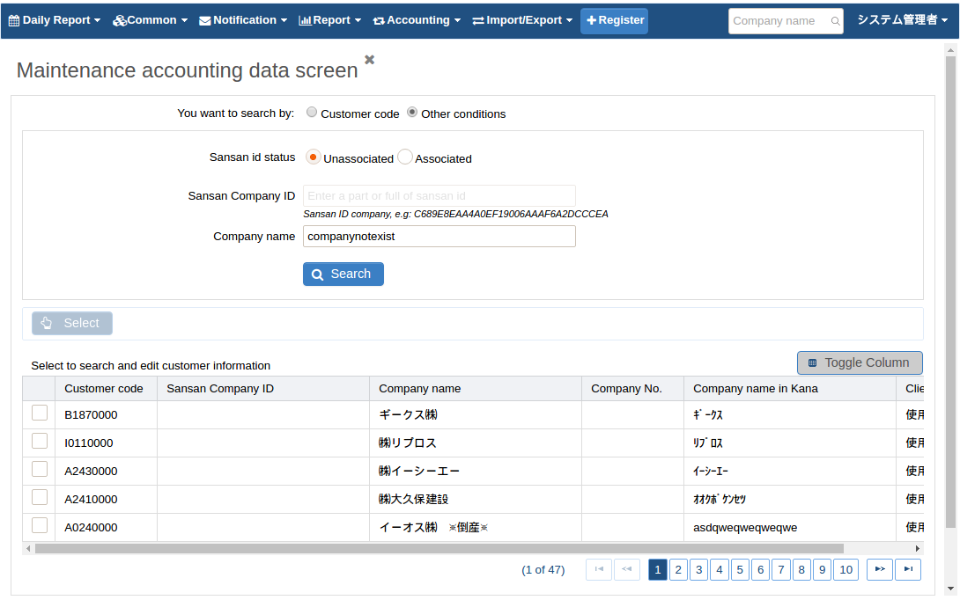 Daily Report Common Notification Report Accounting Import/Export Register Company name システム管理者
Maintenance accounting data screen
You want to search by: Customer code Other conditions
Sansan id status Unassociated Associated
Sansan Company ID Enter a part or full of sansan id
Sansan ID company, e.g: C689E8EAA4A0EF19006AAAF6A2DCCCEA
Company name companynotexist
Search
Select
Select to search and edit customer information Toggle Column
Customer code Sansan Company ID Company name Company No. Company name in Kana Clie
B1870000 ギークス㈱ ｷﾞｰｸｽ 使用
I0110000 ㈱リブロス ﾘﾌﾞﾛｽ 使用
A2430000 ㈱イーシーエー ｲｰｼｰｴｰ 使用
A2410000 ㈱大久保建設 ｵｵｸﾎﾞｹﾝｾﾂ 使用
A0240000 イーオス㈱ ※倒産※ asdqweqweqweqwe 使用
(1 of 47) 1 2 3 4 5 6 7 8 9 10